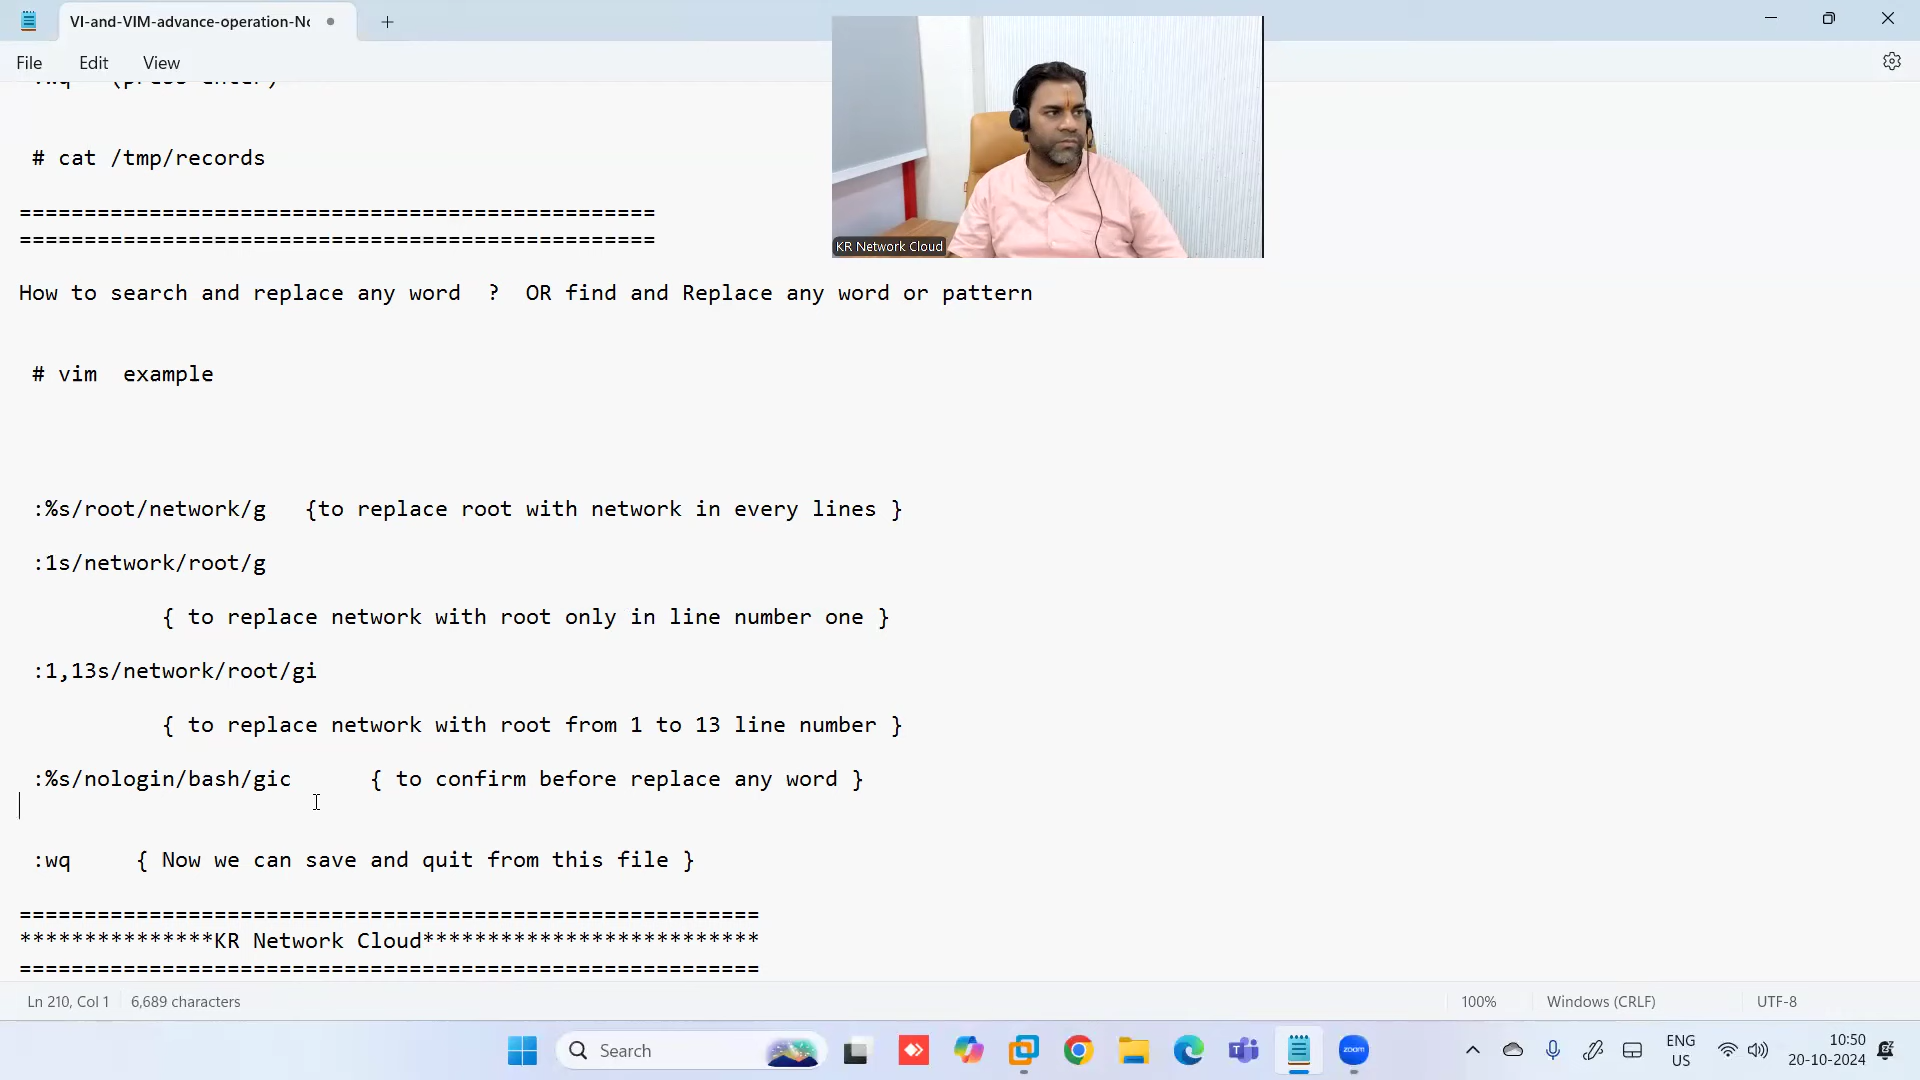 VI-and-VIM-advance-operation-No
File Edit View
:wq (press enter)
# cat /tmp/records
=================================================
=================================================
KR Network Cloud
How to search and replace any word ? OR find and Replace any word or pattern
# vim example
:%s/root/network/g {to replace root with network in every lines }
:1s/network/root/g
{ to replace network with root only in line number one }
:1,13s/network/root/gi
{ to replace network with root from 1 to 13 line number }
:%s/nologin/bash/gic { to confirm before replace any word }
:wq { Now we can save and quit from this file }
=========================================================
***************KR Network Cloud**************************
=========================================================
Ln 210, Col 1 6,689 characters 100% Windows (CRLF) UTF-8
Search
zoom
ENG
US
10:50
20-10-2024